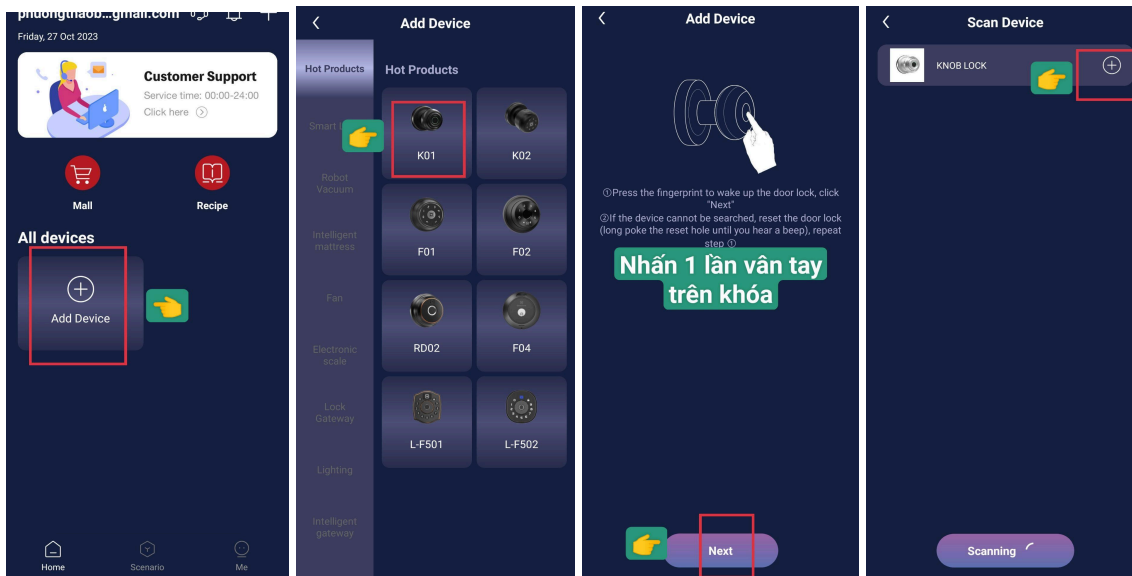 phuongthaob...gmail.com
Friday, 27 Oct 2023
Customer Support
Service time: 00:00-24:00
Click here
Mall
Recipe
All devices
Add Device
Home
Scenario
Me
Add Device
Hot Products
Hot Products
Smart
K01
K02
Robot
Vacuum
Intelligent
mattress
F01
F02
Fan
Electronic
scale
RD02
F04
Lock
Gateway
L-F501
L-F502
Lighting
Intelligent
gateway
Add Device
①Press the fingerprint to wake up the door lock, click
"Next"
②If the device cannot be searched, reset the door lock
(long poke the reset hole until you hear a beep), repeat
step ①
Nhấn 1 lần vân tay
trên khóa
Next
Scan Device
KNOB LOCK
Scanning